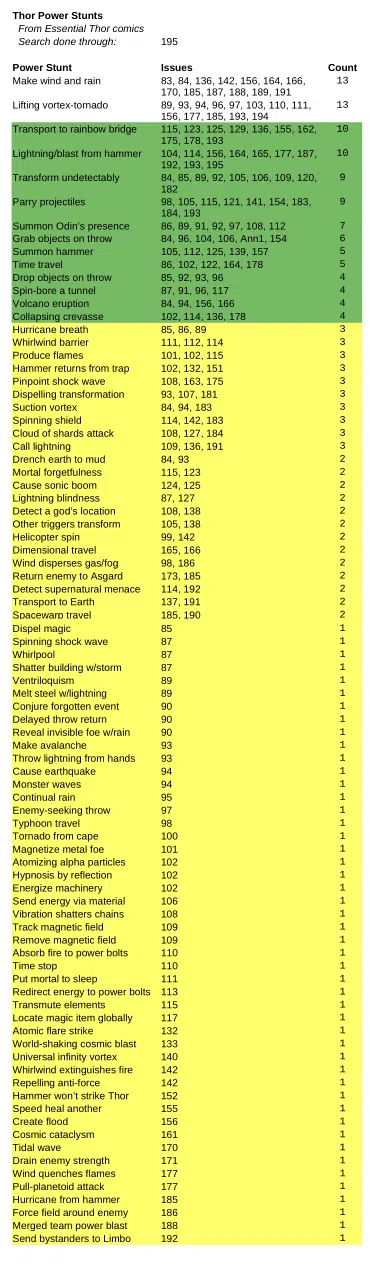 Thor Power Stunts
From Essential Thor comics
Search done through: 195
Power Stunt Issues Count
Make wind and rain 83, 84, 136, 142, 156, 164, 166, 13
170, 185, 187, 188, 189, 191
Lifting vortex-tornado 89, 93, 94, 96, 97, 103, 110, 111, 13
156, 177, 185, 193, 194
Transport to rainbow bridge 115, 123, 125, 129, 136, 155, 162, 10
175, 178, 193
Lightning/blast from hammer 104, 114, 156, 164, 165, 177, 187, 10
192, 193, 195
Transform undetectably 84, 85, 89, 92, 105, 106, 109, 120, 9
182
Parry projectiles 98, 105, 115, 121, 141, 154, 183, 9
184, 193
Summon Odin's presence 86, 89, 91, 92, 97, 108, 112 7
Grab objects on throw 84, 96, 104, 106, Ann1, 154 6
Summon hammer 105, 112, 125, 139, 157 5
Time travel 86, 102, 122, 164, 178 5
Drop objects on throw 85, 92, 93, 96 4
Spin-bore a tunnel 87, 91, 96, 117 4
Volcano eruption 84, 94, 156, 166 4
Collapsing crevasse 102, 114, 136, 178 4
Hurricane breath 85, 86, 89 3
Whirlwind barrier 111, 112, 114 3
Produce flames 101, 102, 115 3
Hammer returns from trap 102, 132, 151 3
Pinpoint shock wave 108, 163, 175 3
Dispelling transformation 93, 107, 181 3
Suction vortex 84, 94, 183 3
Spinning shield 114, 142, 183 3
Cloud of shards attack 108, 127, 184 3
Call lightning 109, 136, 191 3
Drench earth to mud 84, 93 2
Mortal forgetfulness 115, 123 2
Cause sonic boom 124, 125 2
Lightning blindness 87, 127 2
Detect a god's location 108, 138 2
Other triggers transform 105, 138 2
Helicopter spin 99, 142 2
Dimensional travel 165, 166 2
Wind disperses gas/fog 98, 186 2
Return enemy to Asgard 173, 185 2
Detect supernatural menace 114, 192 2
Transport to Earth 137, 191 2
Spacewarp travel 185, 190 2
Dispel magic 85 1
Spinning shock wave 87 1
Whirlpool 87 1
Shatter building w/storm 87 1
Ventriloquism 89 1
Melt steel w/lightning 89 1
Conjure forgotten event 90 1
Delayed throw return 90 1
Reveal invisible foe w/rain 90 1
Make avalanche 93 1
Throw lightning from hands 93 1
Cause earthquake 94 1
Monster waves 94 1
Continual rain 95 1
Enemy-seeking throw 97 1
Typhoon travel 98 1
Tornado from cape 100 1
Magnetize metal foe 101 1
Atomizing alpha particles 102 1
Hypnosis by reflection 102 1
Energize machinery 102 1
Send energy via material 106 1
Vibration shatters chains 108 1
Track magnetic field 109 1
Remove magnetic field 109 1
Absorb fire to power bolts 110 1
Time stop 110 1
Put mortal to sleep 111 1
Redirect energy to power bolts 113 1
Transmute elements 115 1
Locate magic item globally 117 1
Atomic flare strike 132 1
World-shaking cosmic blast 133 1
Universal infinity vortex 140 1
Whirlwind extinguishes fire 142 1
Repelling anti-force 142 1
Hammer won't strike Thor 152 1
Speed heal another 155 1
Create flood 156 1
Cosmic cataclysm 161 1
Tidal wave 170 1
Drain enemy strength 171 1
Wind quenches flames 177 1
Pull-planetoid attack 177 1
Hurricane from hammer 185 1
Force field around enemy 186 1
Merged team power blast 188 1
Send bystanders to Limbo 192 1